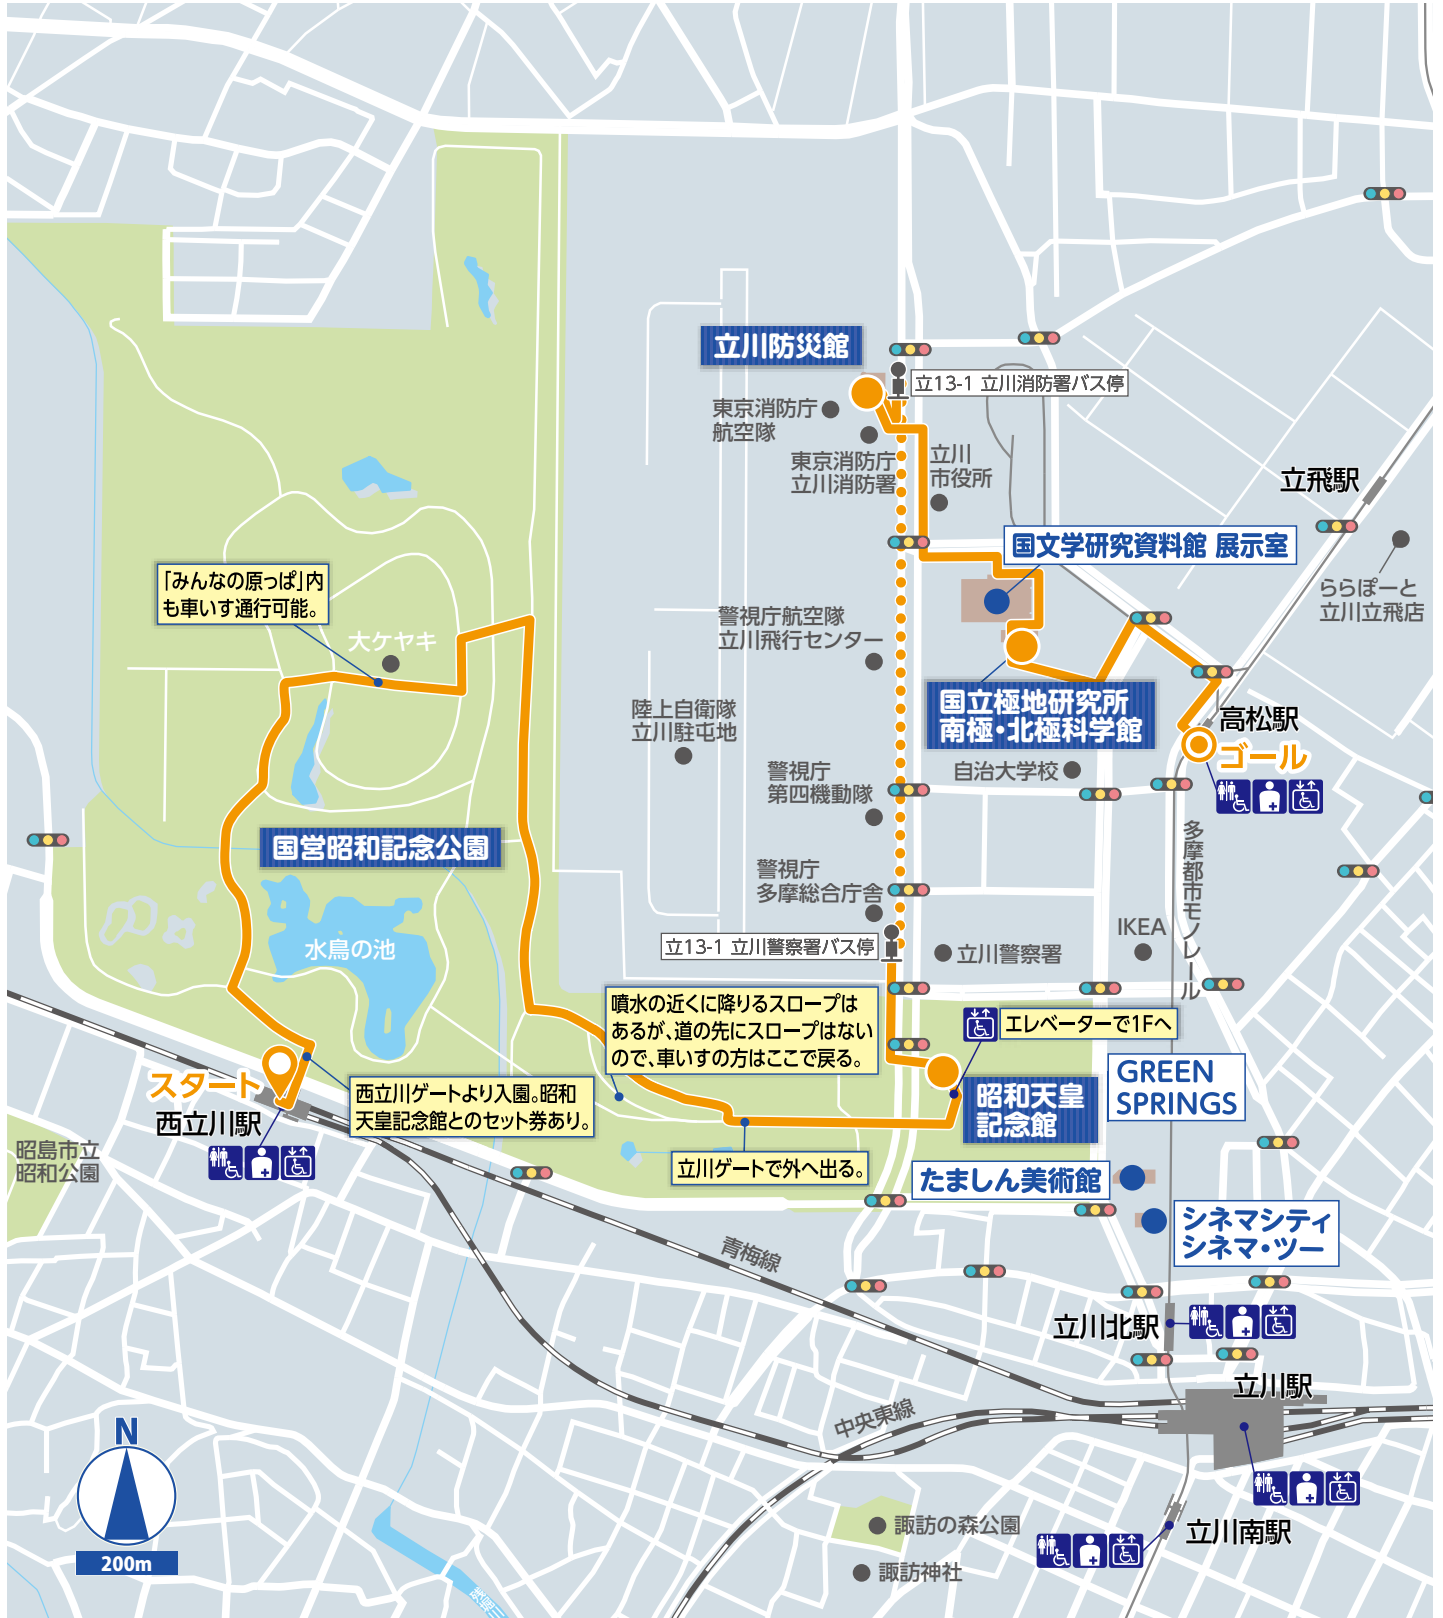 立川防災館
立13-1 立川消防署バス停
東京消防庁
航空隊
東京消防庁
立川消防署
立川
市役所
立飛駅
国文学研究資料館 展示室
ららぽーと
立川立飛店
「みんなの原っぱ」内
も車いす通行可能。
大ケヤキ
警視庁航空隊
立川飛行センター
国立極地研究所
南極・北極科学館
陸上自衛隊
立川駐屯地
高松駅
ゴール
自治大学校
警視庁
第四機動隊
多摩都市モノレール
国営昭和記念公園
警視庁
多摩総合庁舎
IKEA
水鳥の池
立13-1 立川警察署バス停
立川警察署
噴水の近くに降りるスロープは
あるが、道の先にスロープはない
ので、車いすの方はここで戻る。
エレベーターで1Fへ
スタート
西立川駅
西立川ゲートより入園。昭和
天皇記念館とのセット券あり。
昭和天皇
記念館
GREEN
SPRINGS
昭島市立
昭和公園
立川ゲートで外へ出る。
たましん美術館
シネマシティ
シネマ・ツー
青梅線
立川北駅
立川駅
中央東線
N
200m
諏訪の森公園
立川南駅
諏訪神社